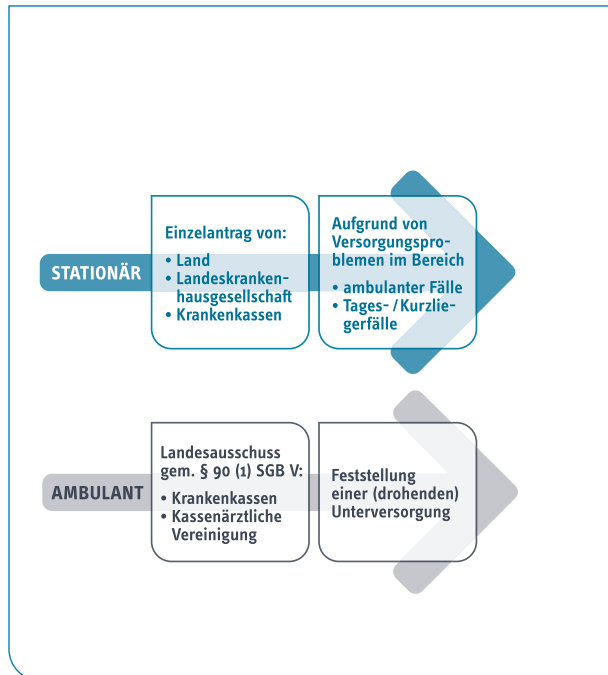 STATIONÄR
Einzelantrag von:
• Land
• Landeskranken-
hausgesellschaft
• Krankenkassen
Aufgrund von
Versorgungspro-
blemen im Bereich
• ambulanter Fälle
• Tages- / Kurzlie-
gerfälle
AMBULANT
Landesausschuss
gem. § 90 (1) SGB V:
• Krankenkassen
• Kassenärztliche
Vereinigung
Feststellung
einer (drohenden)
Unterversorgung